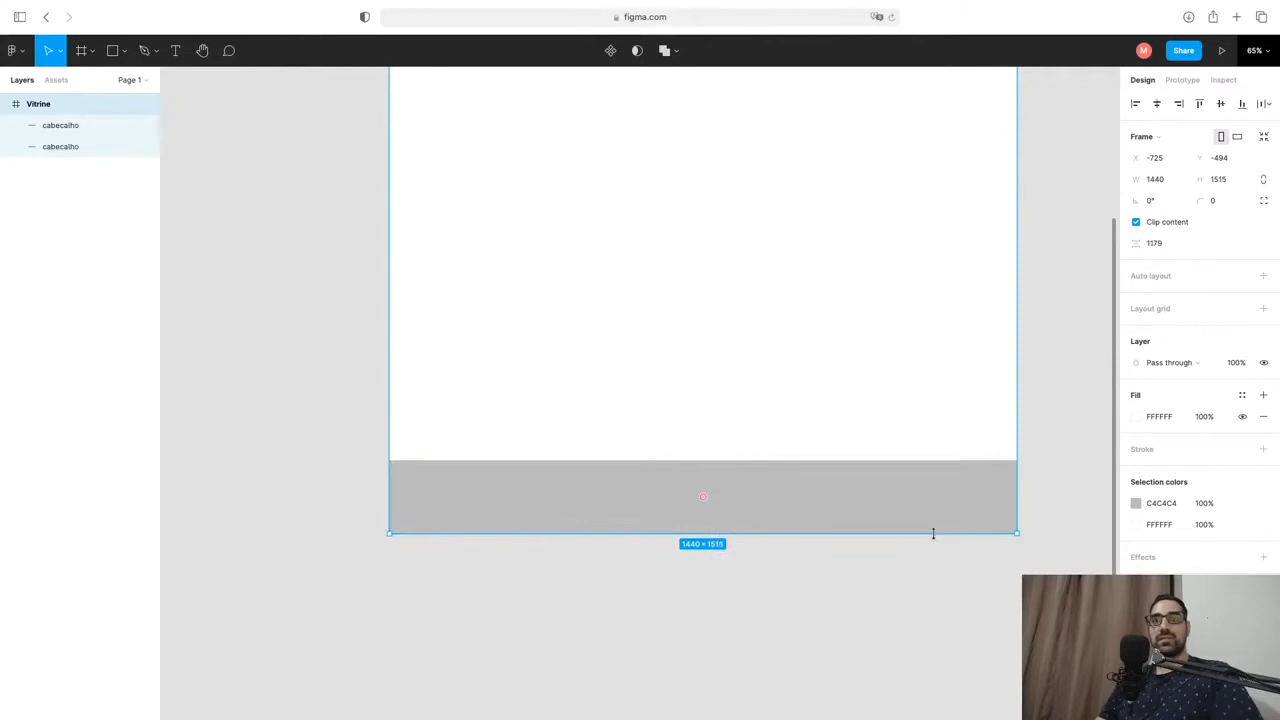 figma.com
M
Share
65%
Layers
Assets
Page 1
Design
Prototype
Inspect
Vitrine
cabecalho
cabecalho
Frame
X -725
Y -494
W 1440
H 1515
0°
0
Clip content
1179
Auto layout
Layout grid
Layer
Pass through
100%
Fill
FFFFFF
100%
Stroke
Selection colors
C4C4C4
100%
FFFFFF
100%
Effects
1440 × 1515